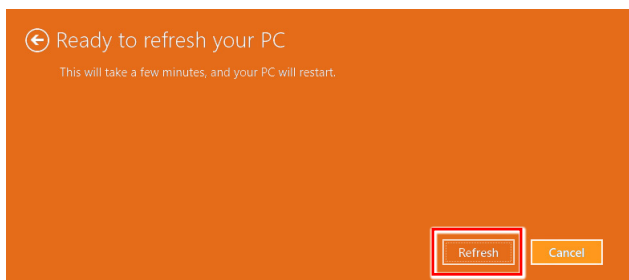 Ready to refresh your PC
This will take a few minutes, and your PC will restart.
Refresh
Cancel